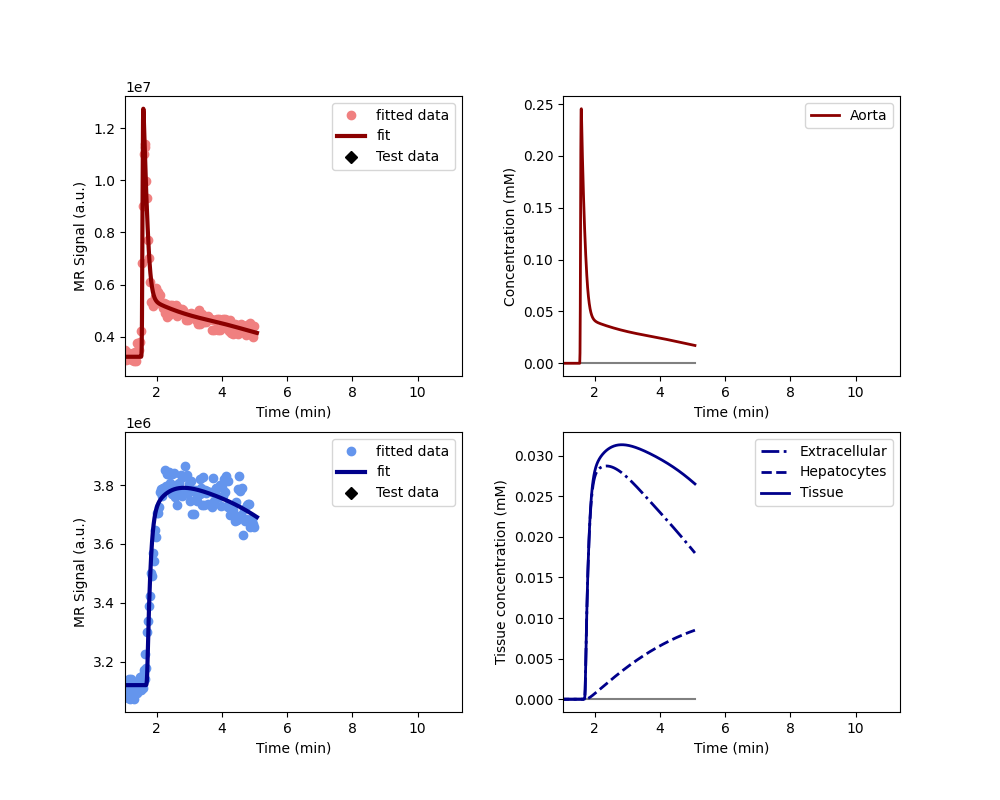 1e7
MR Signal (a.u.)
1.2
1.0
0.8
0.6
0.4
2 4 6 8 10
Time (min)
fitted data
fit
Test data
Concentration (mM)
0.25
0.20
0.15
0.10
0.05
0.00
2 4 6 8 10
Time (min)
Aorta
1e6
MR Signal (a.u.)
3.8
3.6
3.4
3.2
2 4 6 8 10
Time (min)
fitted data
fit
Test data
Tissue concentration (mM)
0.030
0.025
0.020
0.015
0.010
0.005
0.000
2 4 6 8 10
Time (min)
Extracellular
Hepatocytes
Tissue